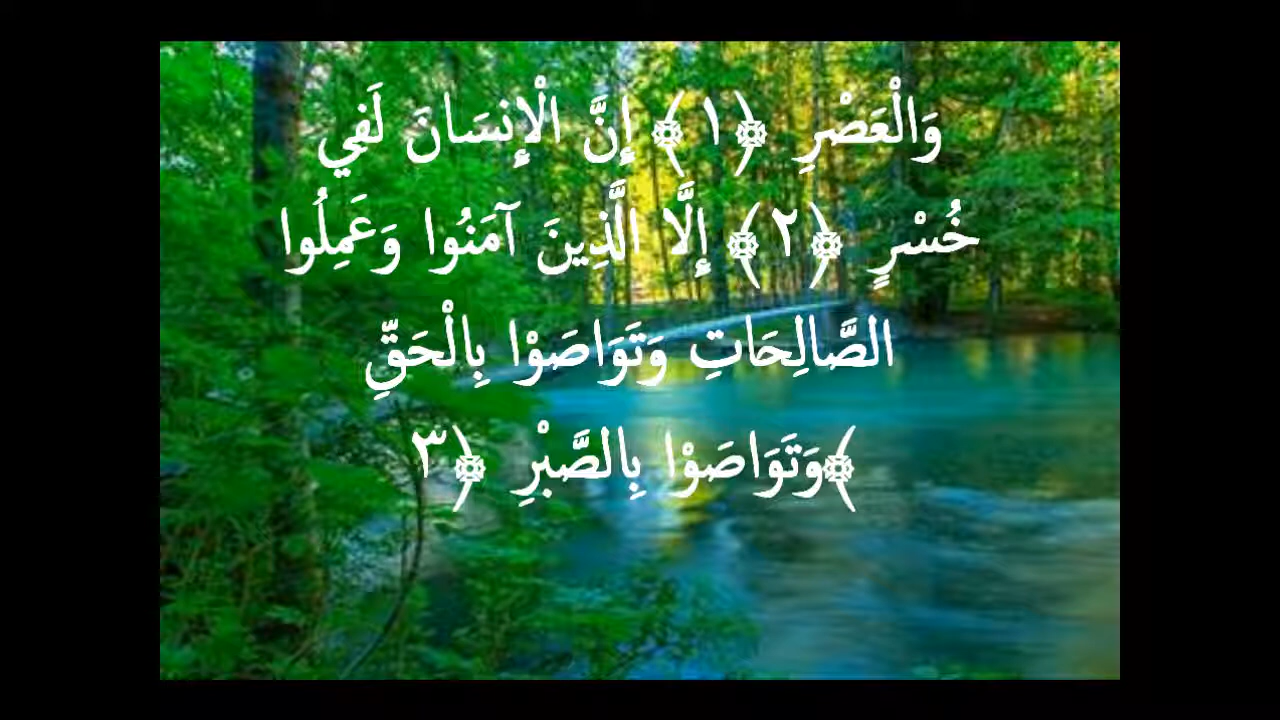 وَالْعَصْرِ ﴿١﴾ إِنَّ الْإِنسَانَ لَفِي
خُسْرٍ ﴿٢﴾ إِلَّا الَّذِينَ آمَنُوا وَعَمِلُوا
الصَّالِحَاتِ وَتَوَاصَوْا بِالْحَقِّ
﴾وَتَوَاصَوْا بِالصَّبْرِ ﴿٣